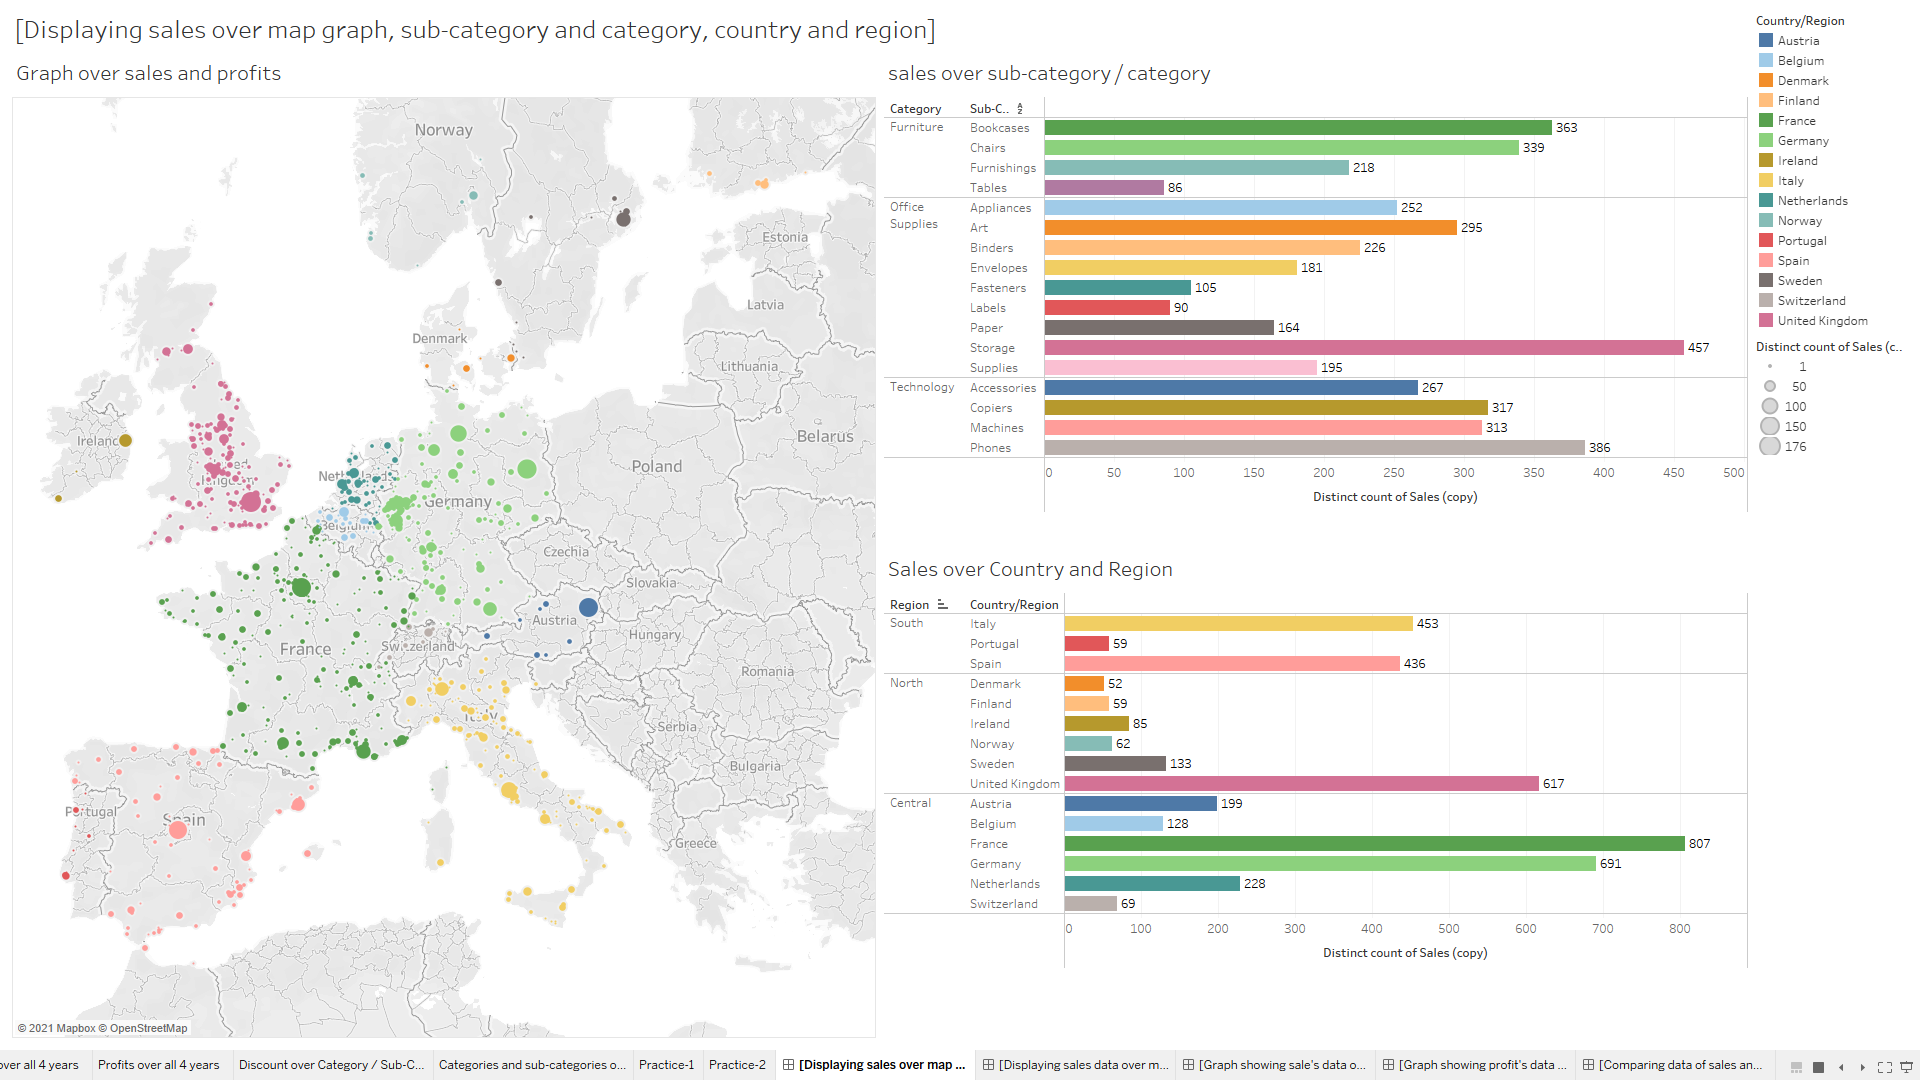 [Displaying sales over map graph, sub-category and category, country and region]
Graph over sales and profits
Norway
Estonia
Latvia
Denmark
Lithuania
Ireland
Belarus
Poland
Germany
Belgium
Czechia
Slovakia
Austria
Hungary
France
Switzerland
Romania
Italy
Serbia
Bulgaria
Portugal
Spain
Greece
© 2021 Mapbox © OpenStreetMap
sales over sub-category / category
Category Sub-C..
Furniture Bookcases 363
Chairs 339
Furnishings 218
Tables 86
Office Supplies Appliances 252
Art 295
Binders 226
Envelopes 181
Fasteners 105
Labels 90
Paper 164
Storage 457
Supplies 195
Technology Accessories 267
Copiers 317
Machines 313
Phones 386
0 50 100 150 200 250 300 350 400 450 500
Distinct count of Sales (copy)
Sales over Country and Region
Region Country/Region
South Italy 453
Portugal 59
Spain 436
North Denmark 52
Finland 59
Ireland 85
Norway 62
Sweden 133
United Kingdom 617
Central Austria 199
Belgium 128
France 807
Germany 691
Netherlands 228
Switzerland 69
0 100 200 300 400 500 600 700 800
Distinct count of Sales (copy)
Country/Region
Austria
Belgium
Denmark
Finland
France
Germany
Ireland
Italy
Netherlands
Norway
Portugal
Spain
Sweden
Switzerland
United Kingdom
Distinct count of Sales (c..
1
50
100
150
176
over all 4 years
Profits over all 4 years
Discount over Category / Sub-C...
Categories and sub-categories o...
Practice-1
Practice-2
[Displaying sales over map ...
[Displaying sales data over m...
[Graph showing sale's data o...
[Graph showing profit's data ...
[Comparing data of sales an...